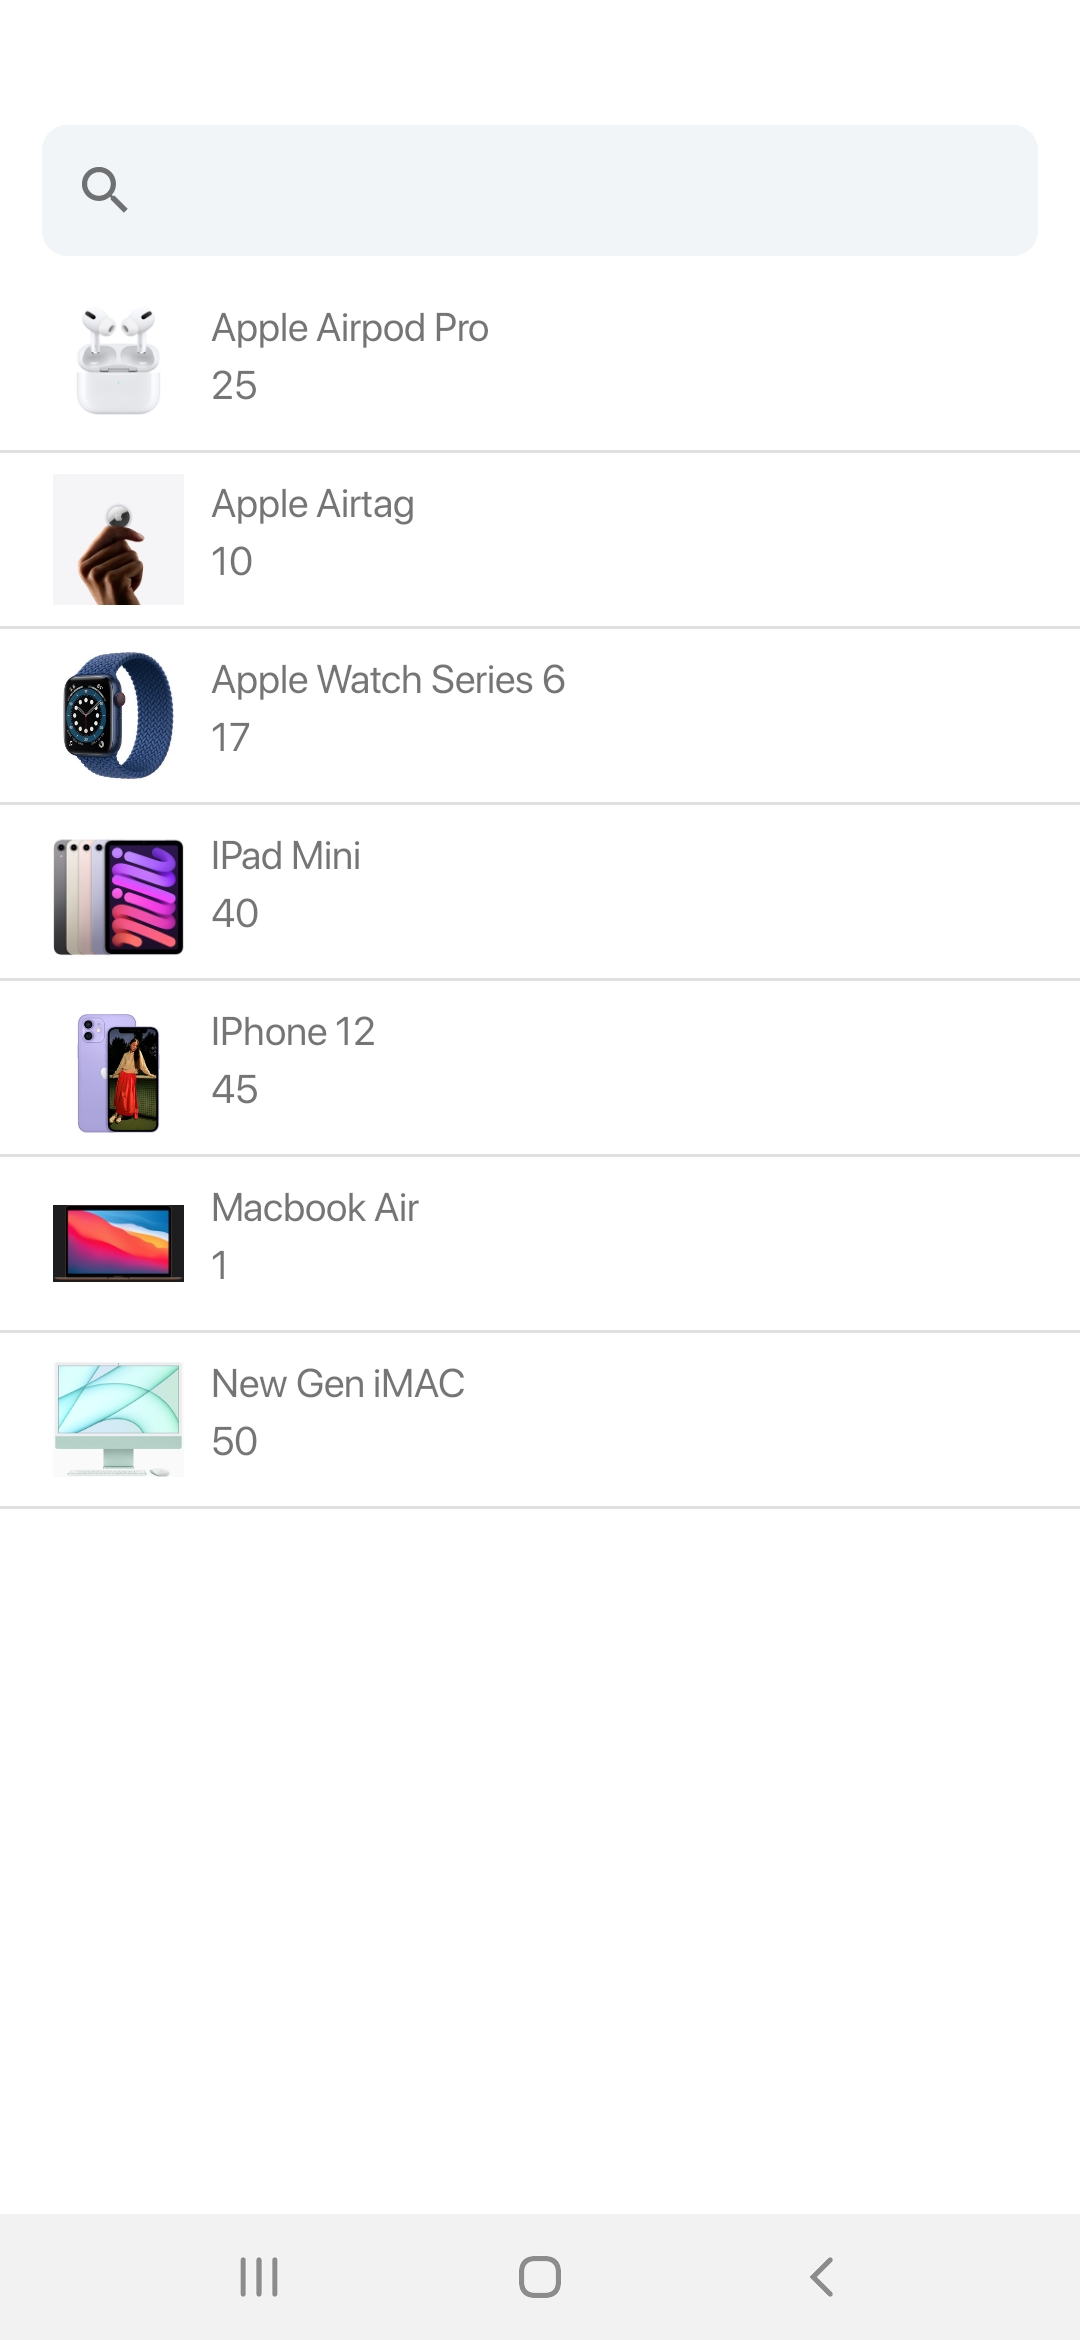 Apple Airpod Pro
25
Apple Airtag
10
Apple Watch Series 6
17
IPad Mini
40
IPhone 12
45
Macbook Air
1
New Gen iMAC
50